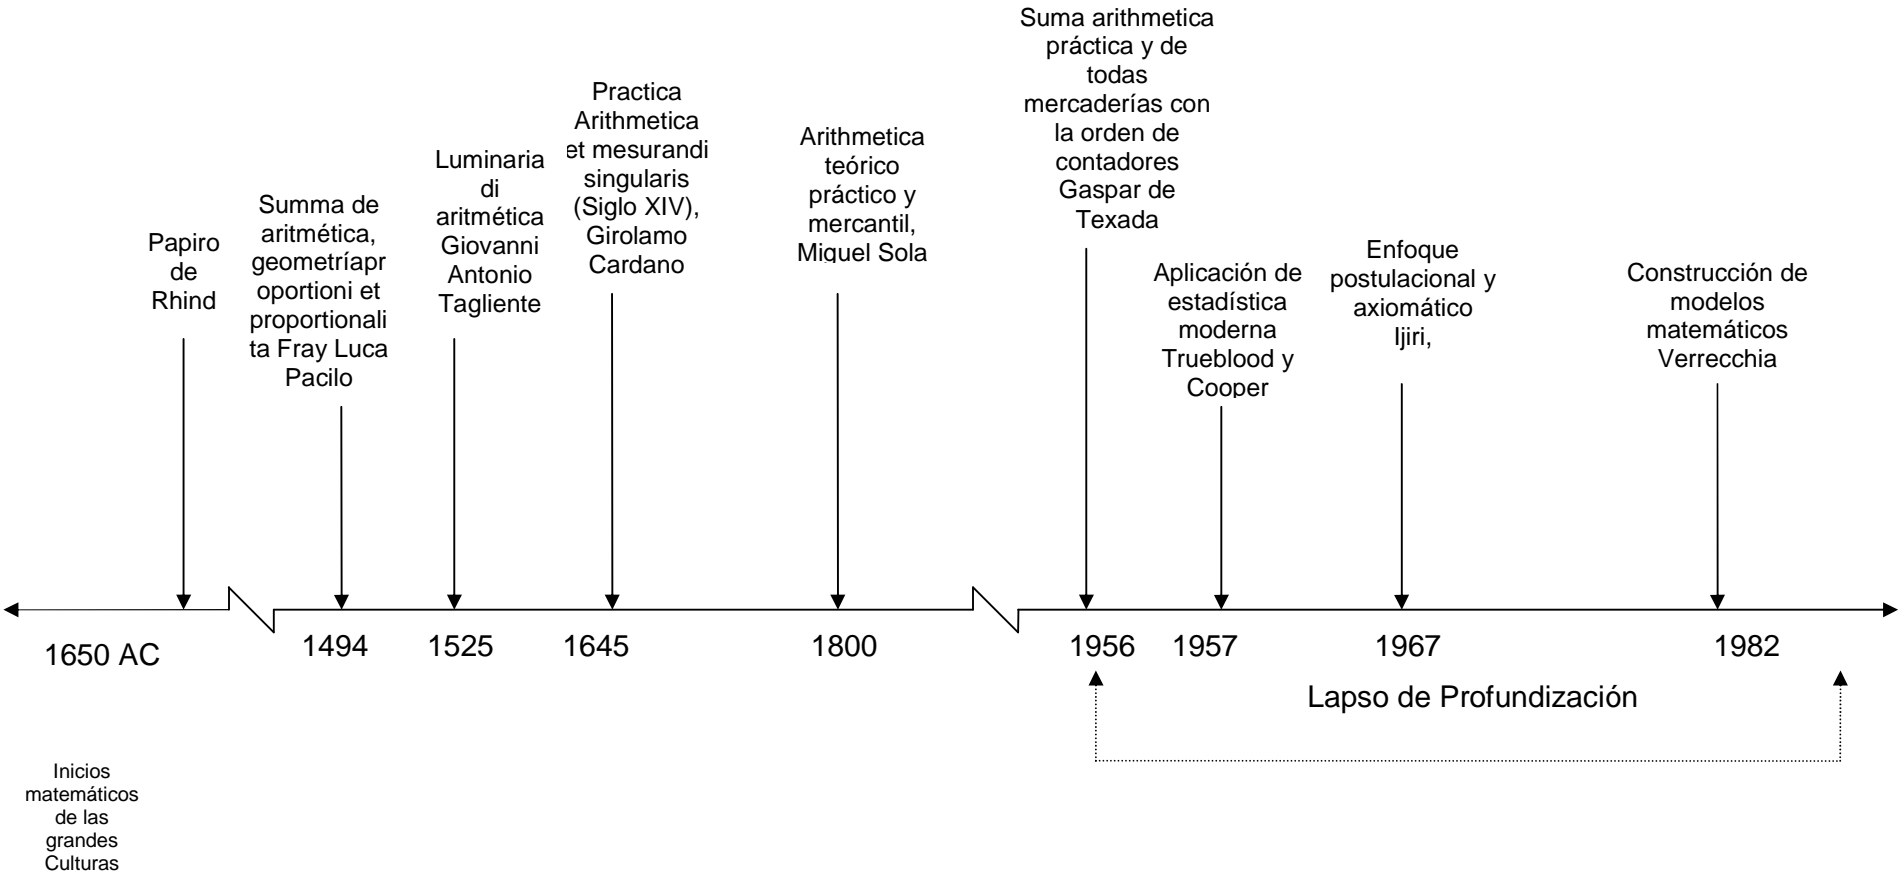 Papiro
de
Rhind
Summa de
aritmética,
geometríapr
oportioni et
proportionali
ta Fray Luca
Pacilo
Luminaria
di
aritmética
Giovanni
Antonio
Tagliente
Practica
Arithmetica
et mesurandi
singularis
(Siglo XIV),
Girolamo
Cardano
Arithmetica
teórico
práctico y
mercantil,
Miguel Sola
Suma arithmetica
práctica y de
todas
mercaderías con
la orden de
contadores
Gaspar de
Texada
Aplicación de
estadística
moderna
Trueblood y
Cooper
Enfoque
postulacional y
axiomático
Ijiri,
Construcción de
modelos
matemáticos
Verrecchia
1650 AC
1494
1525
1645
1800
1956
1957
1967
1982
Lapso de Profundización
Inicios
matemáticos
de las
grandes
Culturas